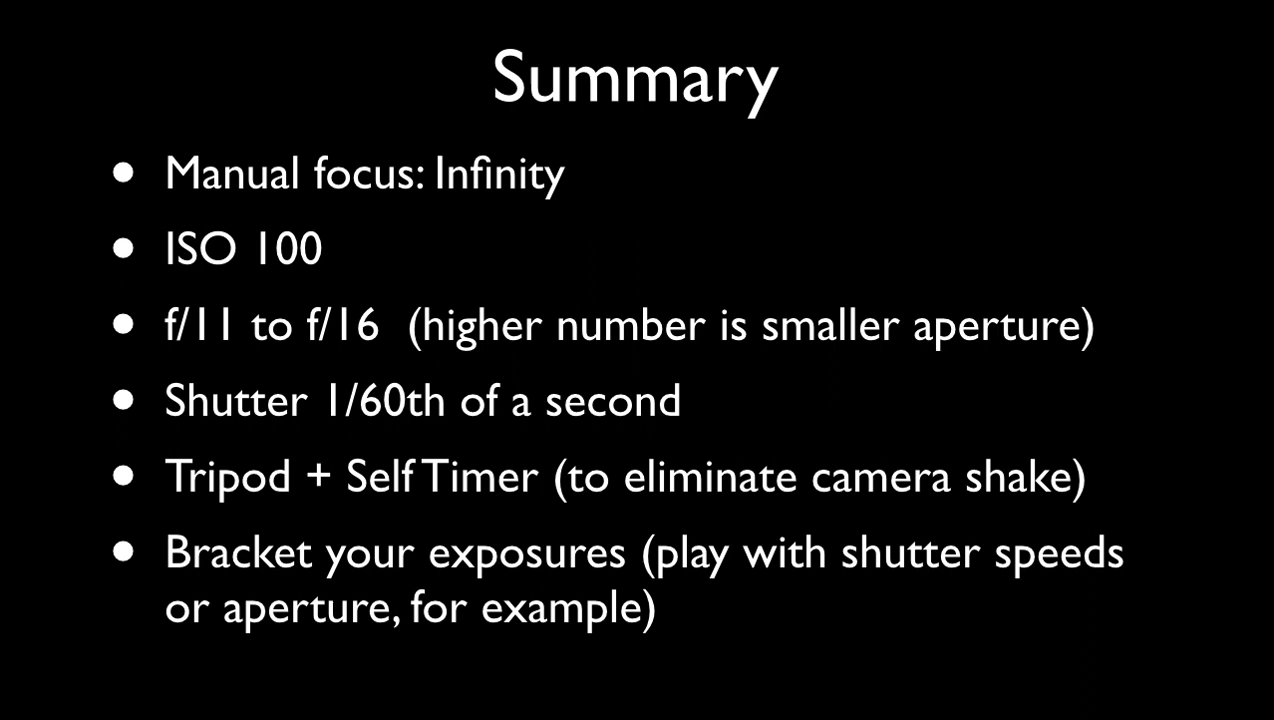 Summary
• Manual focus: Infinity
• ISO 100
• f/11 to f/16 (higher number is smaller aperture)
• Shutter 1/60th of a second
• Tripod + Self Timer (to eliminate camera shake)
• Bracket your exposures (play with shutter speeds
or aperture, for example)